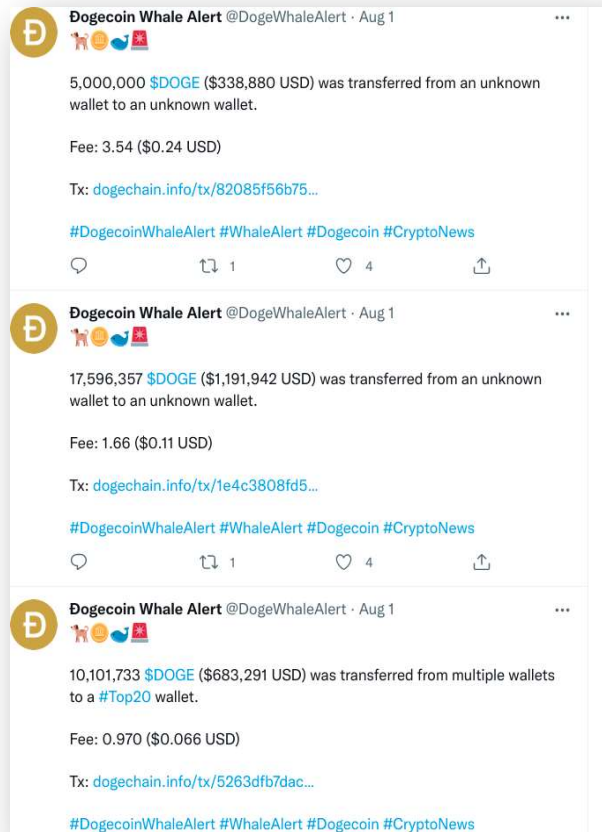 Ðogecoin Whale Alert @DogeWhaleAlert · Aug 1
🐕🪙🐋🚨
5,000,000 $DOGE ($338,880 USD) was transferred from an unknown
wallet to an unknown wallet.
Fee: 3.54 ($0.24 USD)
Tx: dogechain.info/tx/82085f56b75...
#DogecoinWhaleAlert #WhaleAlert #Dogecoin #CryptoNews
1 4
Ðogecoin Whale Alert @DogeWhaleAlert · Aug 1
🐕🪙🐋🚨
17,596,357 $DOGE ($1,191,942 USD) was transferred from an unknown
wallet to an unknown wallet.
Fee: 1.66 ($0.11 USD)
Tx: dogechain.info/tx/1e4c3808fd5...
#DogecoinWhaleAlert #WhaleAlert #Dogecoin #CryptoNews
1 4
Ðogecoin Whale Alert @DogeWhaleAlert · Aug 1
🐕🪙🐋🚨
10,101,733 $DOGE ($683,291 USD) was transferred from multiple wallets
to a #Top20 wallet.
Fee: 0.970 ($0.066 USD)
Tx: dogechain.info/tx/5263dfb7dac...
#DogecoinWhaleAlert #WhaleAlert #Dogecoin #CryptoNews